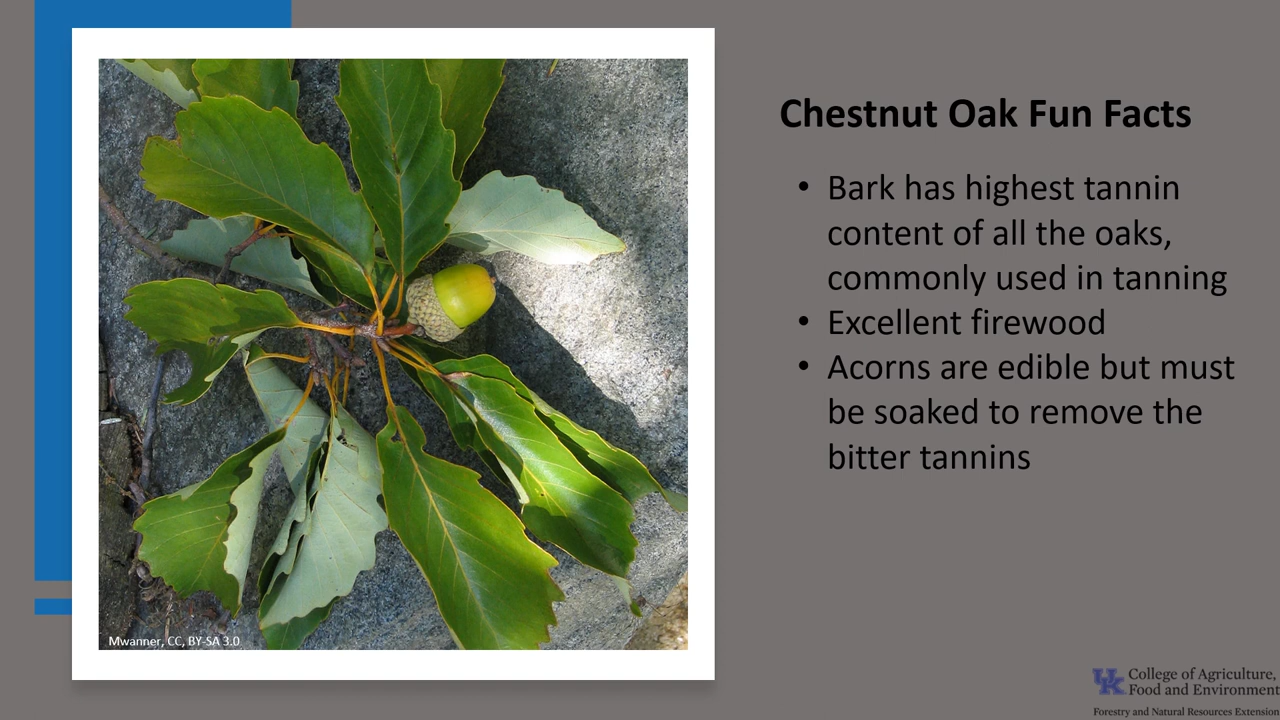 Chestnut Oak Fun Facts
• Bark has highest tannin
content of all the oaks,
commonly used in tanning
• Excellent firewood
• Acorns are edible but must
be soaked to remove the
bitter tannins
Mwanner, CC, BY-SA 3.0
UK College of Agriculture,
Food and Environment
Forestry and Natural Resources Extension